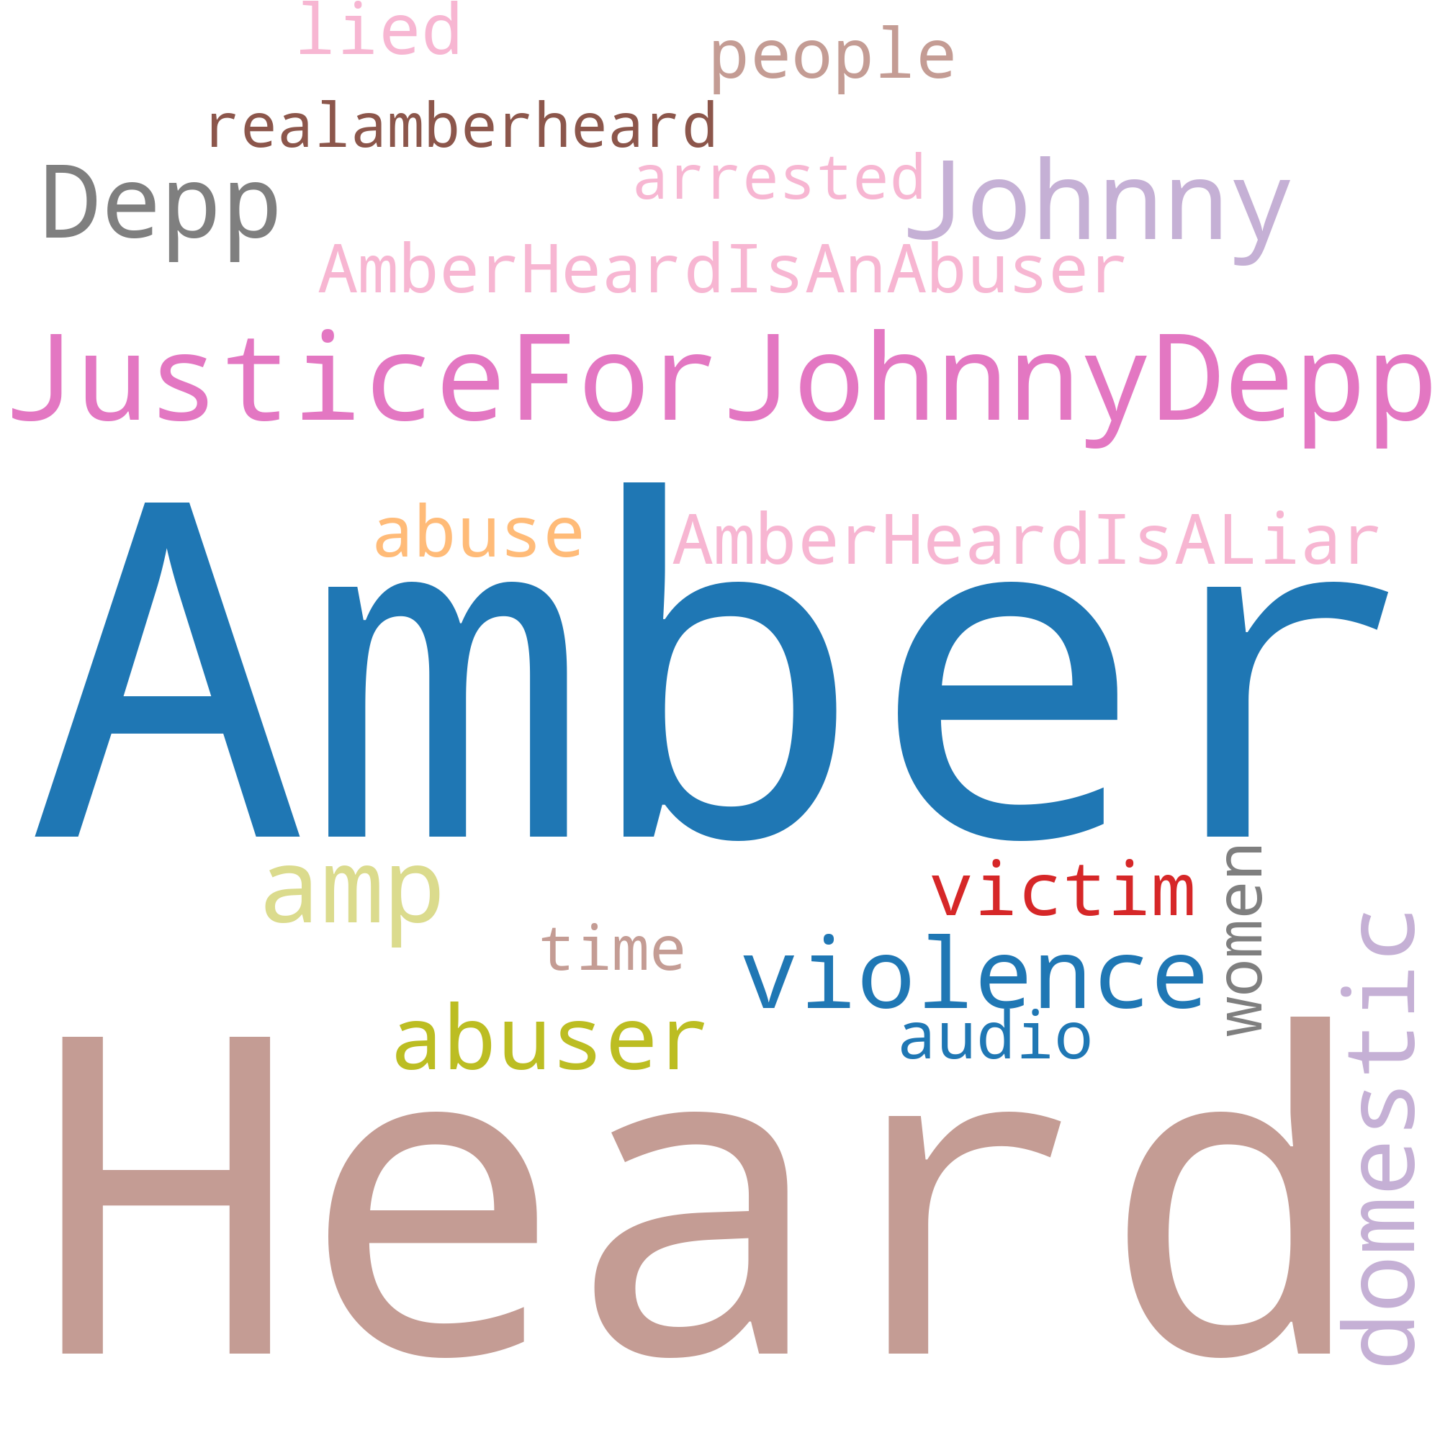 lied
people
realamberheard
arrested
Depp
Johnny
AmberHeardIsAnAbuser
JusticeForJohnnyDepp
abuse
AmberHeardIsALiar
Amber
amp
victim
women
time
violence
abuser
audio
domestic
Heard